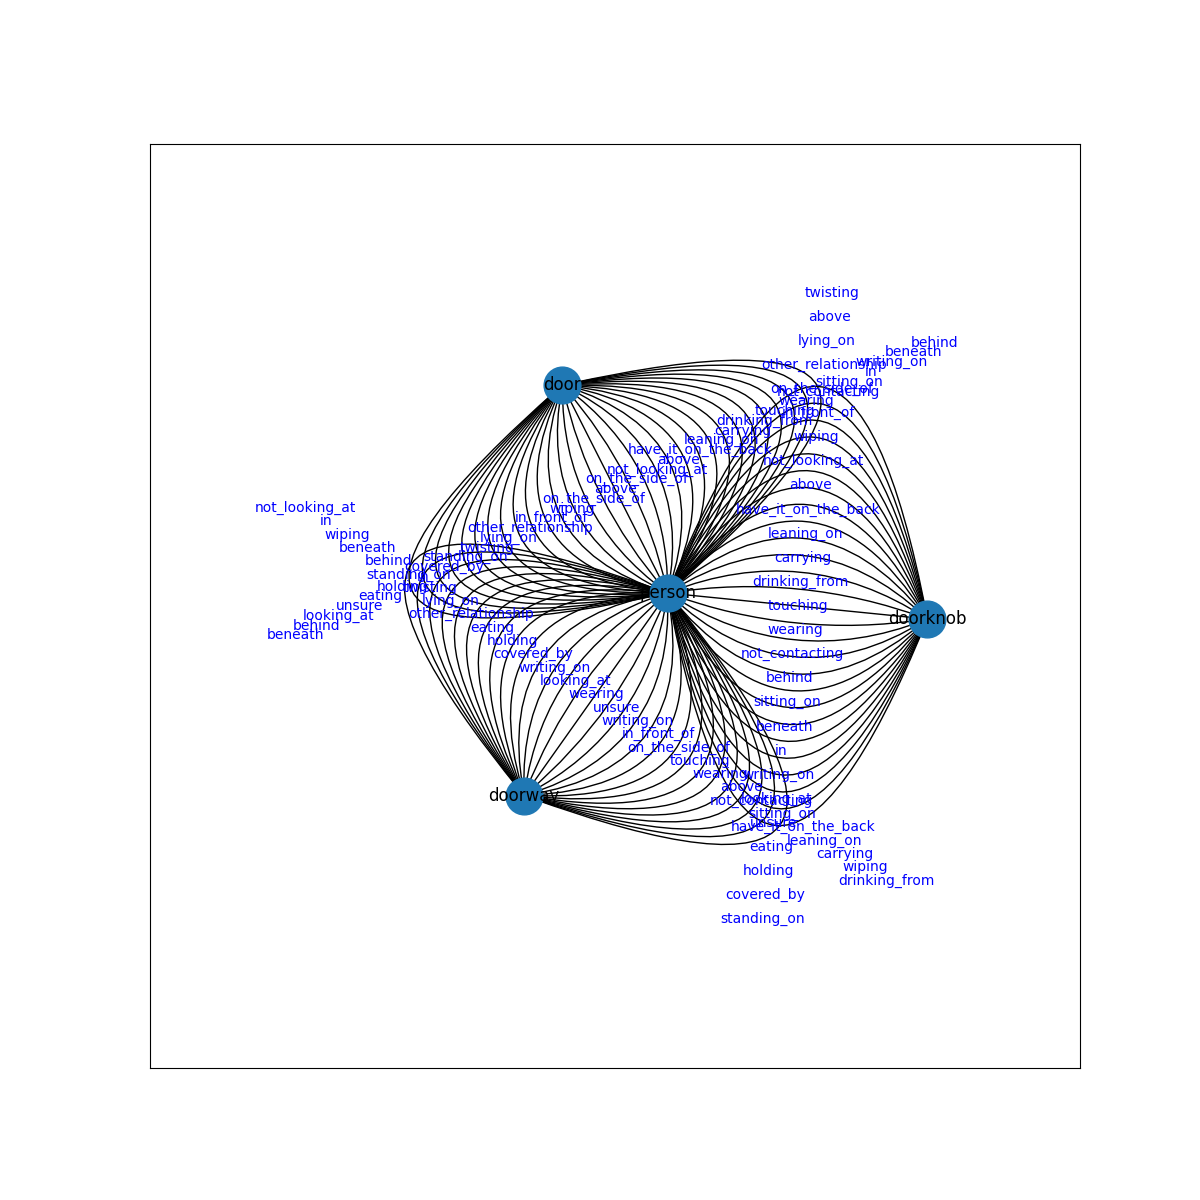 twisting
above
lying_on
behind
beneath
other_relationship
writing_on
in
sitting_on
door
on_the_side_of
not_contacting
wearing
touching
in_front_of
drinking_from
carrying
wiping
leaning_on
have_it_on_the_back
above
not_looking_at
not_looking_at
on_the_side_of
above
above
on_the_side_of
not_looking_at
in
wiping
have_it_on_the_back
in_front_of
other_relationship
wiping
leaning_on
lying_on
beneath
twisting
standing_on
carrying
behind
covered_by
standing_on
in
drinking_from
holding
twisting
person
eating
lying_on
unsure
touching
looking_at
other_relationship
doorknob
behind
eating
wearing
beneath
holding
covered_by
not_contacting
writing_on
behind
looking_at
wearing
sitting_on
unsure
writing_on
beneath
in_front_of
on_the_side_of
in
touching
wearing
writing_on
above
doorway
looking_at
not_contacting
sitting_on
unsure
have_it_on_the_back
leaning_on
eating
carrying
wiping
holding
drinking_from
covered_by
standing_on